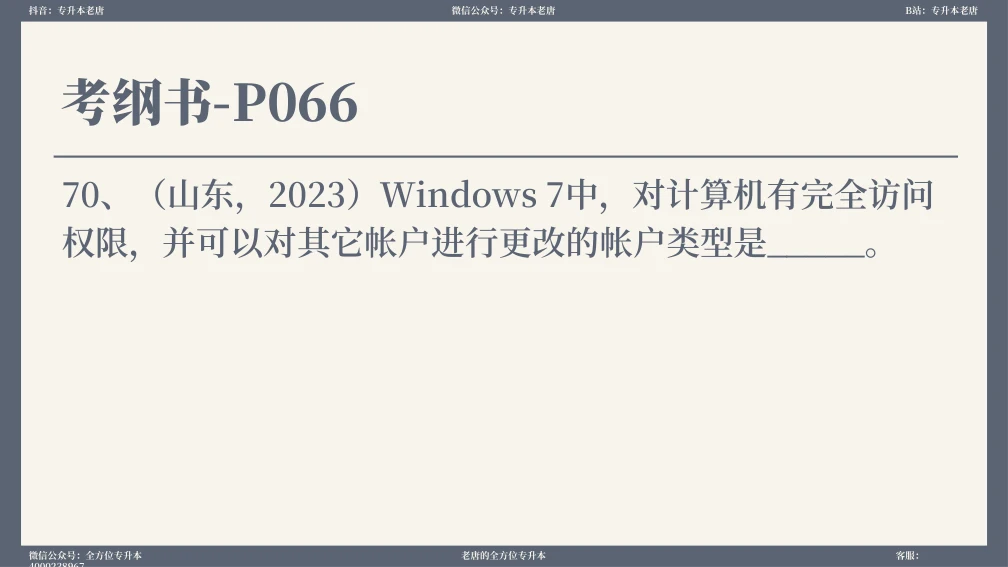 抖音：专升本老唐
微信公众号：专升本老唐
B站：专升本老唐
考纲书-P066
70、（山东，2023）Windows 7中，对计算机有完全访问
权限，并可以对其它帐户进行更改的帐户类型是______。
微信公众号：全方位专升本
老唐的全方位专升本
客服：
4000238967